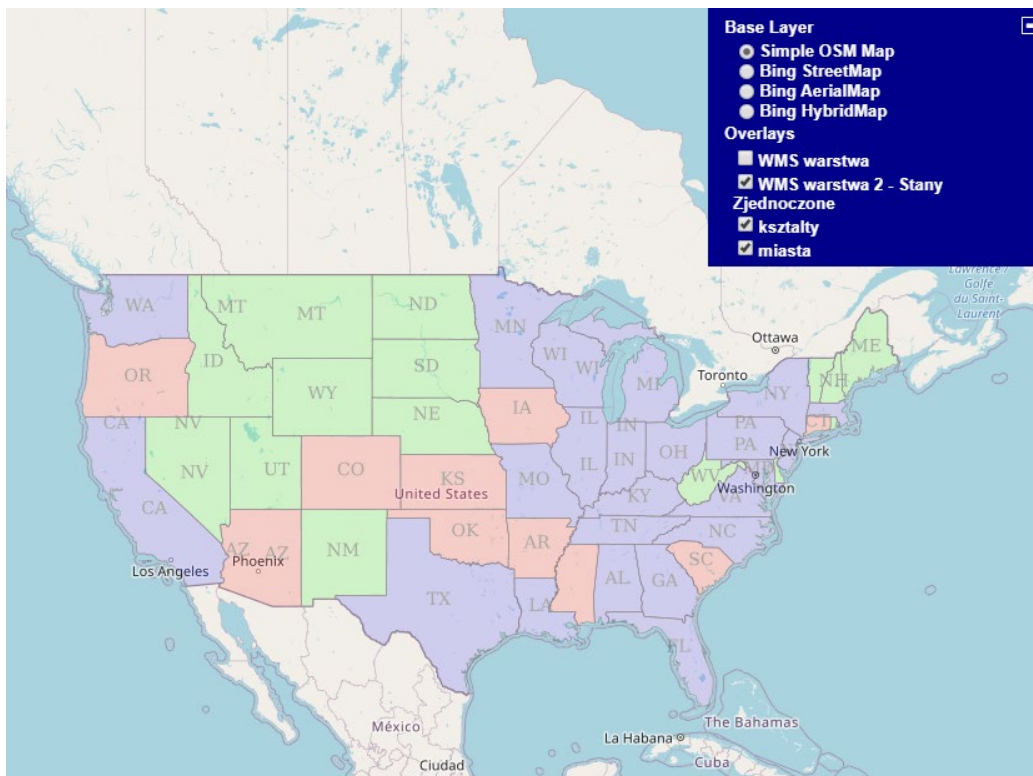 Base Layer
Simple OSM Map
Bing StreetMap
Bing AerialMap
Bing HybridMap
Overlays
WMS warstwa
WMS warstwa 2 - Stany
Zjednoczone
ksztalty
miasta
Lawrence /
Golfe
du Saint-
Laurent
WA
MT
MT
ND
MN
OR
ID
SD
WI
WI
MI
Ottawa
ME
Toronto
NH
NY
WY
NE
IA
CA
NV
IL
IN
PA
CT
NV
UT
CO
KS
MO
IL
IN
OH
PA
New York
United States
WV
MD
Washington
CA
KY
VA
OK
TN
NC
Los Angeles
AZ
AZ
Phoenix
NM
AR
SC
TX
LA
AL
GA
FL
México
The Bahamas
La Habana
Cuba
Ciudad